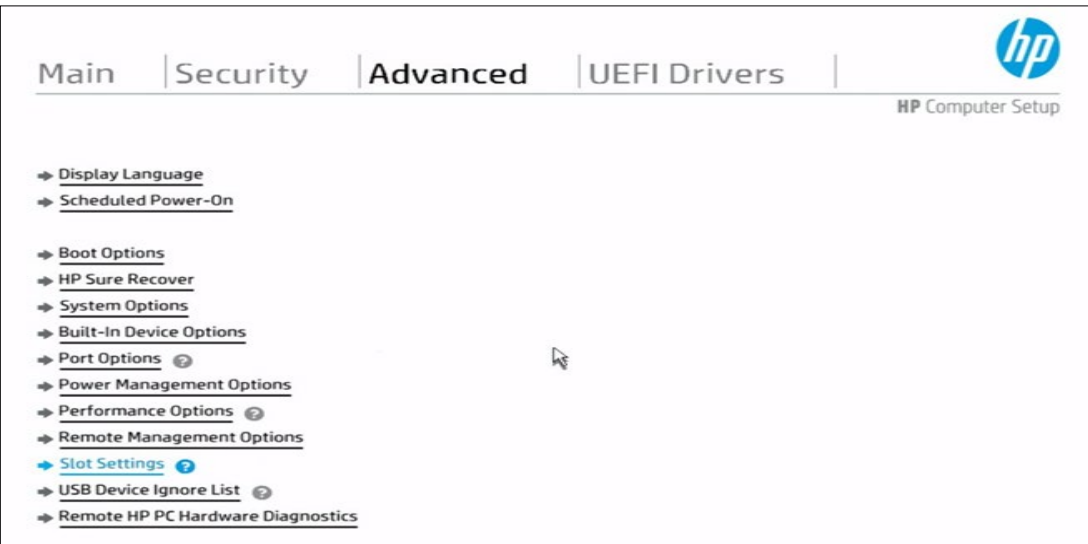 hp
Main Security Advanced UEFI Drivers
HP Computer Setup
Display Language
Scheduled Power-On
Boot Options
HP Sure Recover
System Options
Built-In Device Options
Port Options ?
Power Management Options
Performance Options ?
Remote Management Options
Slot Settings ?
USB Device Ignore List ?
Remote HP PC Hardware Diagnostics